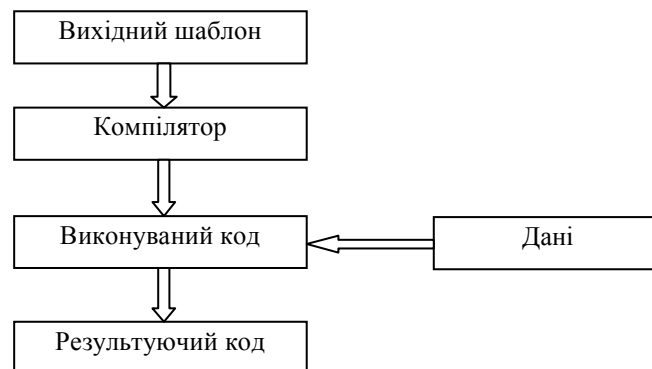 Вихідний шаблон
Компілятор
Виконуваний код
Дані
Результуючий код